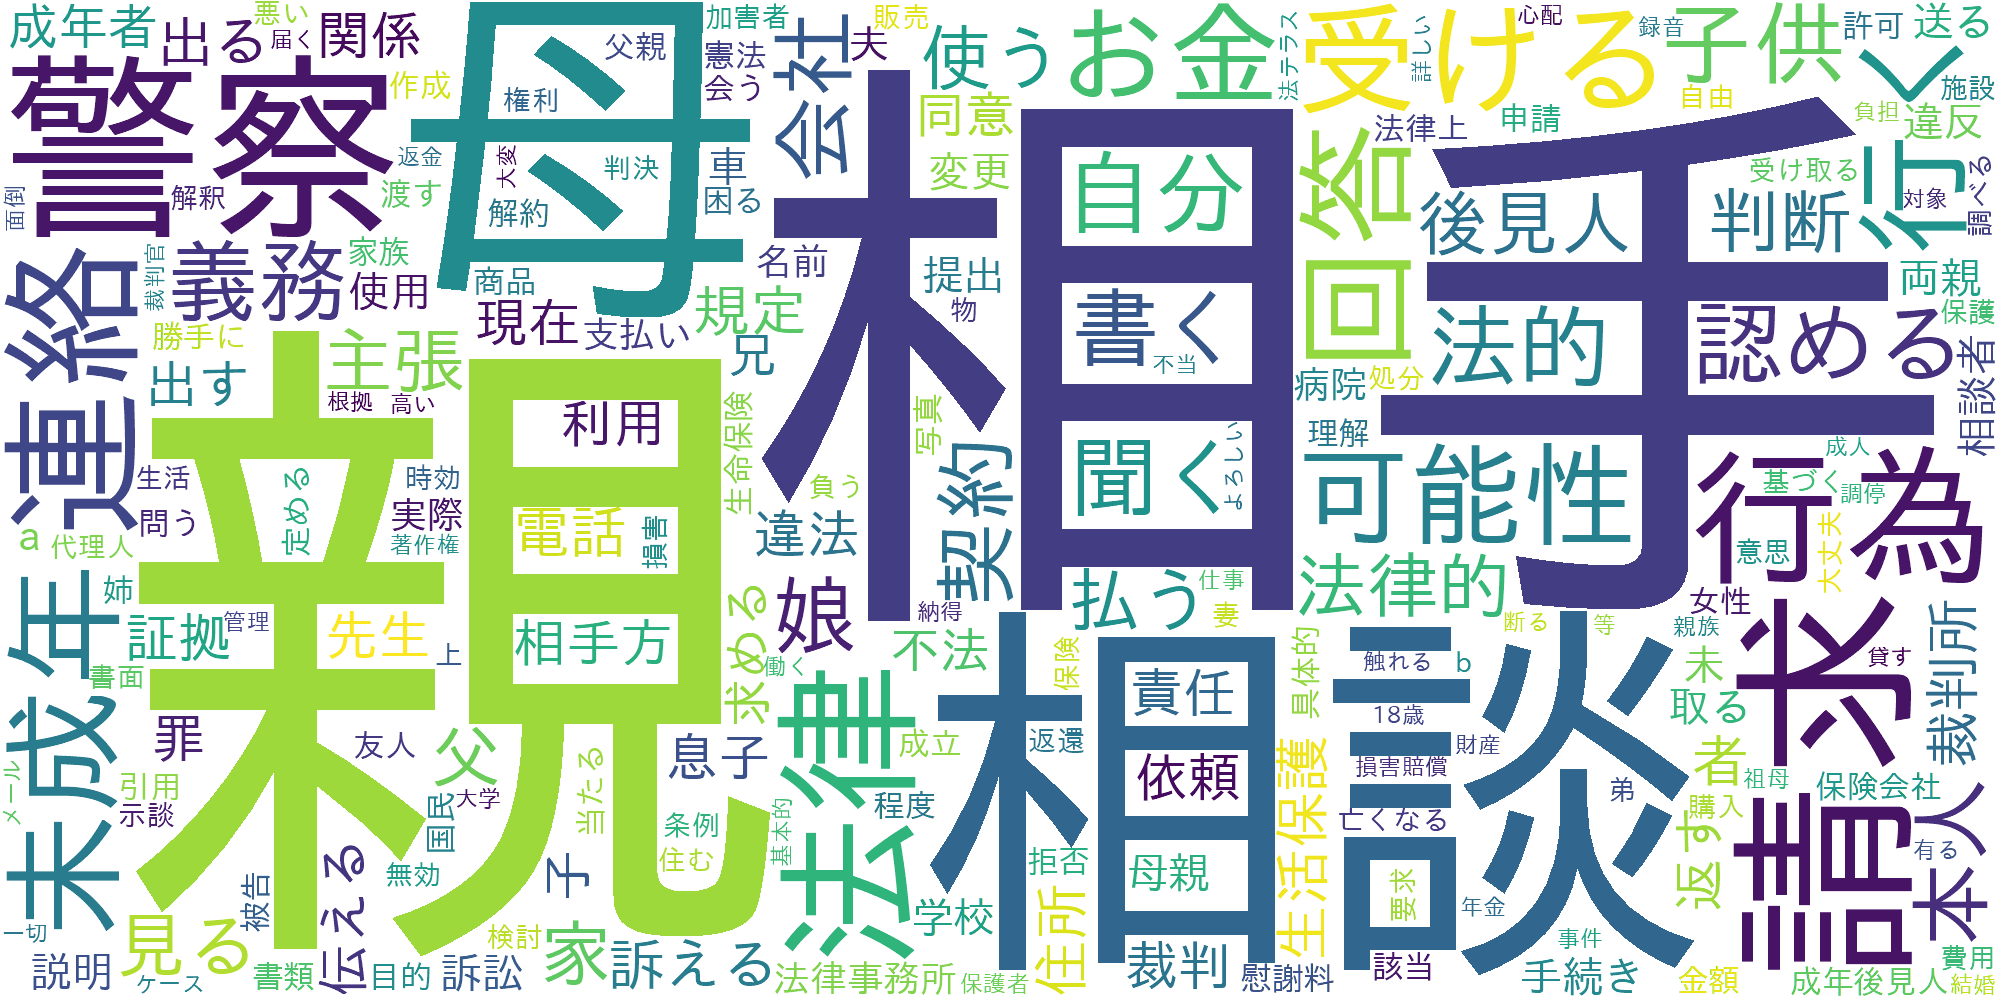 成年者
悪い
届く
出る
関係
加害者
販売
夫
使う
お金
法テラス
受ける
詳しい
心配
子供
録音
許可
送る
行く
警察
作成
父親
権利
憲法
会う
会社
同意
変更
自由
法律上
申請
負担
違反
施設
母
返金
大変
判決
車
困る
解約
渡す
解釈
面倒
裁判官
義務
家族
使用
商品
名前
提出
物
相手
自分
書く
不当
聞く
よろしい
回答
後見人
判断
受け取る
対象
調べる
両親
保護
連絡
勝手に
出す
主張
根拠
高い
現在
支払い
規定
兄
病院
処分
法的
認める
相談者
理解
写真
生命保険
負う
利用
親
生活
問う
定める
時効
実際
著作権
電話
損害
違法
契約
可能性
成人
基づく
調停
行為
大丈夫
意思
女性
a
代理人
未成年
姉
証拠
管理
先生
書面
上
相手方
求める
娘
働く
納得
不法
払う
仕事
妻
法律的
断る
等
親族
未
貸す
請求
裁判所
相談
責任
保険
具体的
触れる
b
18歳
取る
財産
返還
依頼
損害賠償
弟
者
祖母
購入
保険会社
罪
友人
父
当たる
息子
法律
成立
程度
メール
引用
示談
国民
大学
条例
住む
基本的
生活保護
亡くなる
返す
本人
有る
一切
見る
被告
伝える
無効
子
母親
拒否
要求
年金
学校
住所
説明
ケース
書類
目的
訴訟
検討
家
訴える
法律事務所
保護者
裁判
慰謝料
該当
事件
手続き
金額
成年後見人
費用
結婚